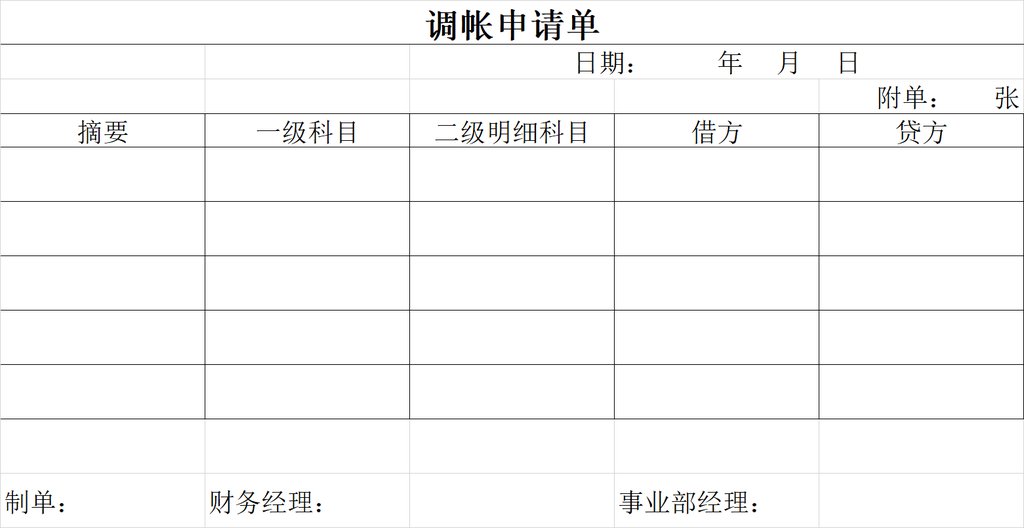 调帐申请单
日期： 年 月 日
附单： 张
摘要 一级科目 二级明细科目 借方 贷方
制单： 财务经理： 事业部经理：